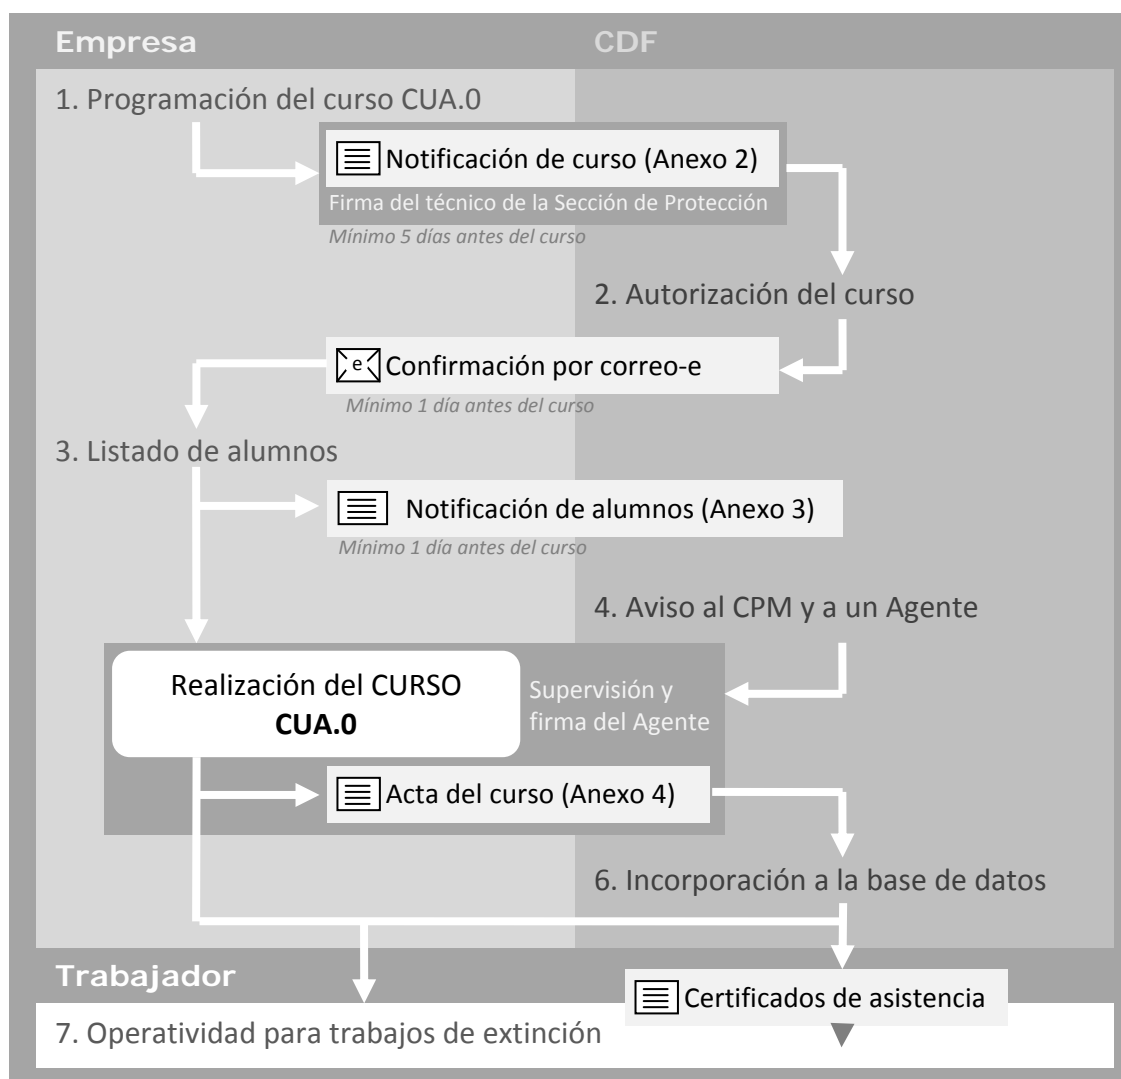 Empresa
CDF
1. Programación del curso CUA.0
Notificación de curso (Anexo 2)
Firma del técnico de la Sección de Protección
Mínimo 5 días antes del curso
2. Autorización del curso
e
Confirmación por correo-e
Mínimo 1 día antes del curso
3. Listado de alumnos
Notificación de alumnos (Anexo 3)
Mínimo 1 día antes del curso
4. Aviso al CPM y a un Agente
Realización del CURSO
CUA.0
Supervisión y
firma del Agente
Acta del curso (Anexo 4)
6. Incorporación a la base de datos
Trabajador
Certificados de asistencia
7. Operatividad para trabajos de extinción